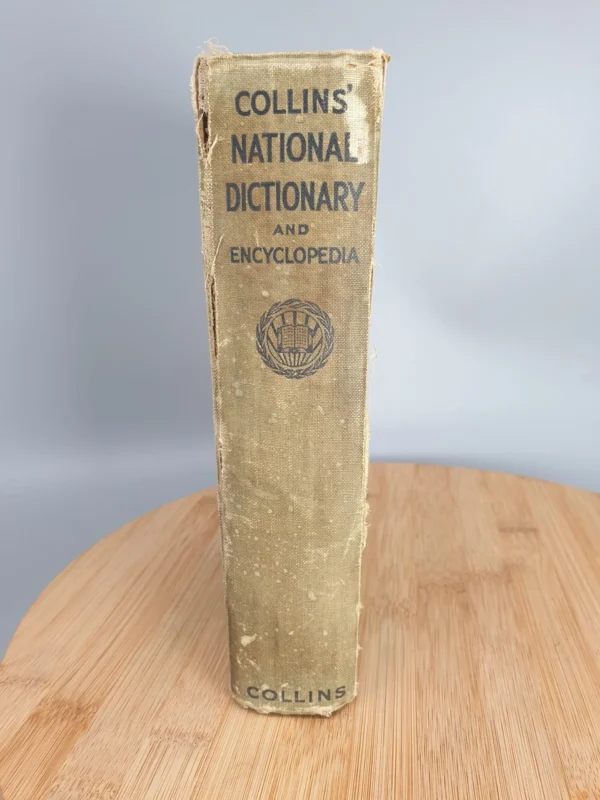 COLLINS'
NATIONAL
DICTIONARY
AND
ENCYCLOPEDIA
COLLINS